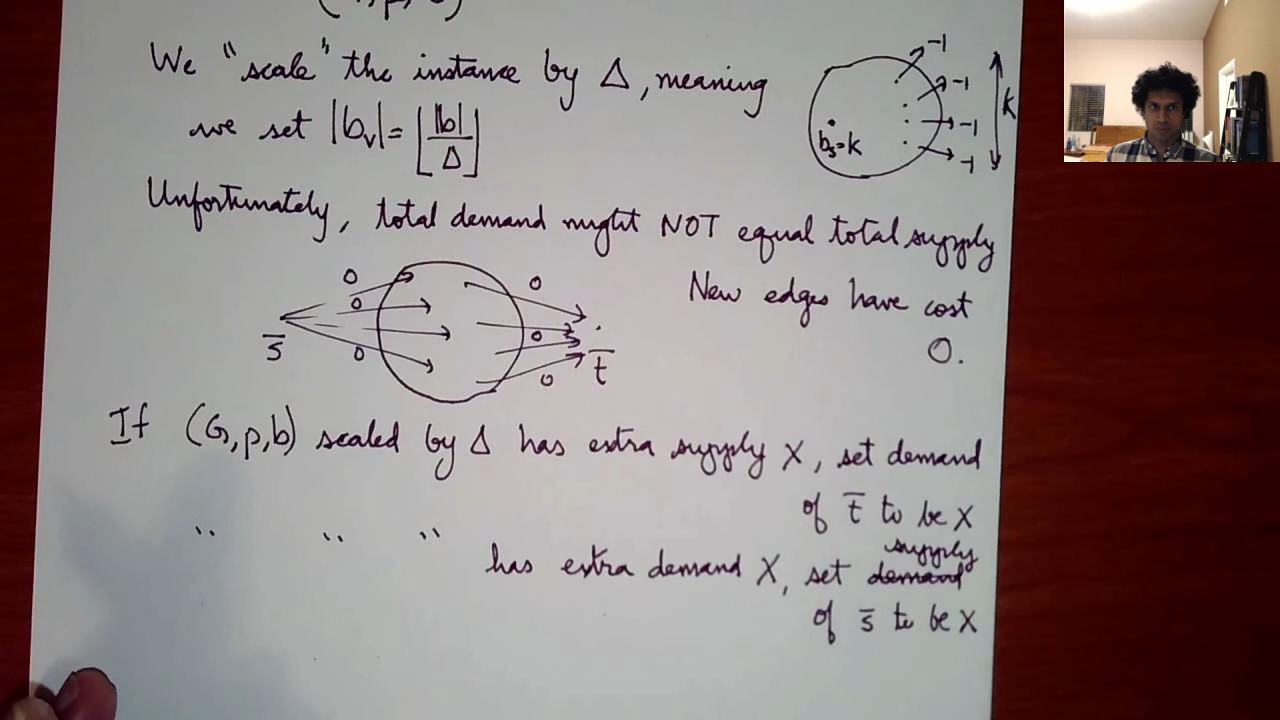 We "scale" the instance by Δ, meaning
we set |b_v| = ⌊|b|/Δ⌋
-1
-1
-1
-1
k
b_s=k
Unfortunately, total demand might NOT equal total supply
New edges have cost
0.
0
0
0
0
0
0
s̄
t̄
If (G,p,b) scaled by Δ has extra supply X, set demand
of t̄ to be X
" " "
has extra demand X, set demand supply
of s̄ to be X